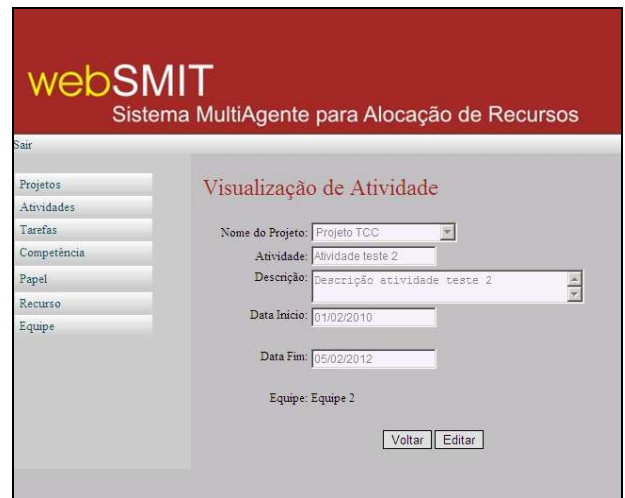 webSMIT
Sistema MultiAgente para Alocação de Recursos
Sair
Projetos
Atividades
Tarefas
Competência
Papel
Recurso
Equipe
Visualização de Atividade
Nome do Projeto: Projeto TCC
Atividade: Atividade teste 2
Descrição: Descrição atividade teste 2
Data Inicio: 01/02/2010
Data Fim: 05/02/2012
Equipe: Equipe 2
Voltar Editar